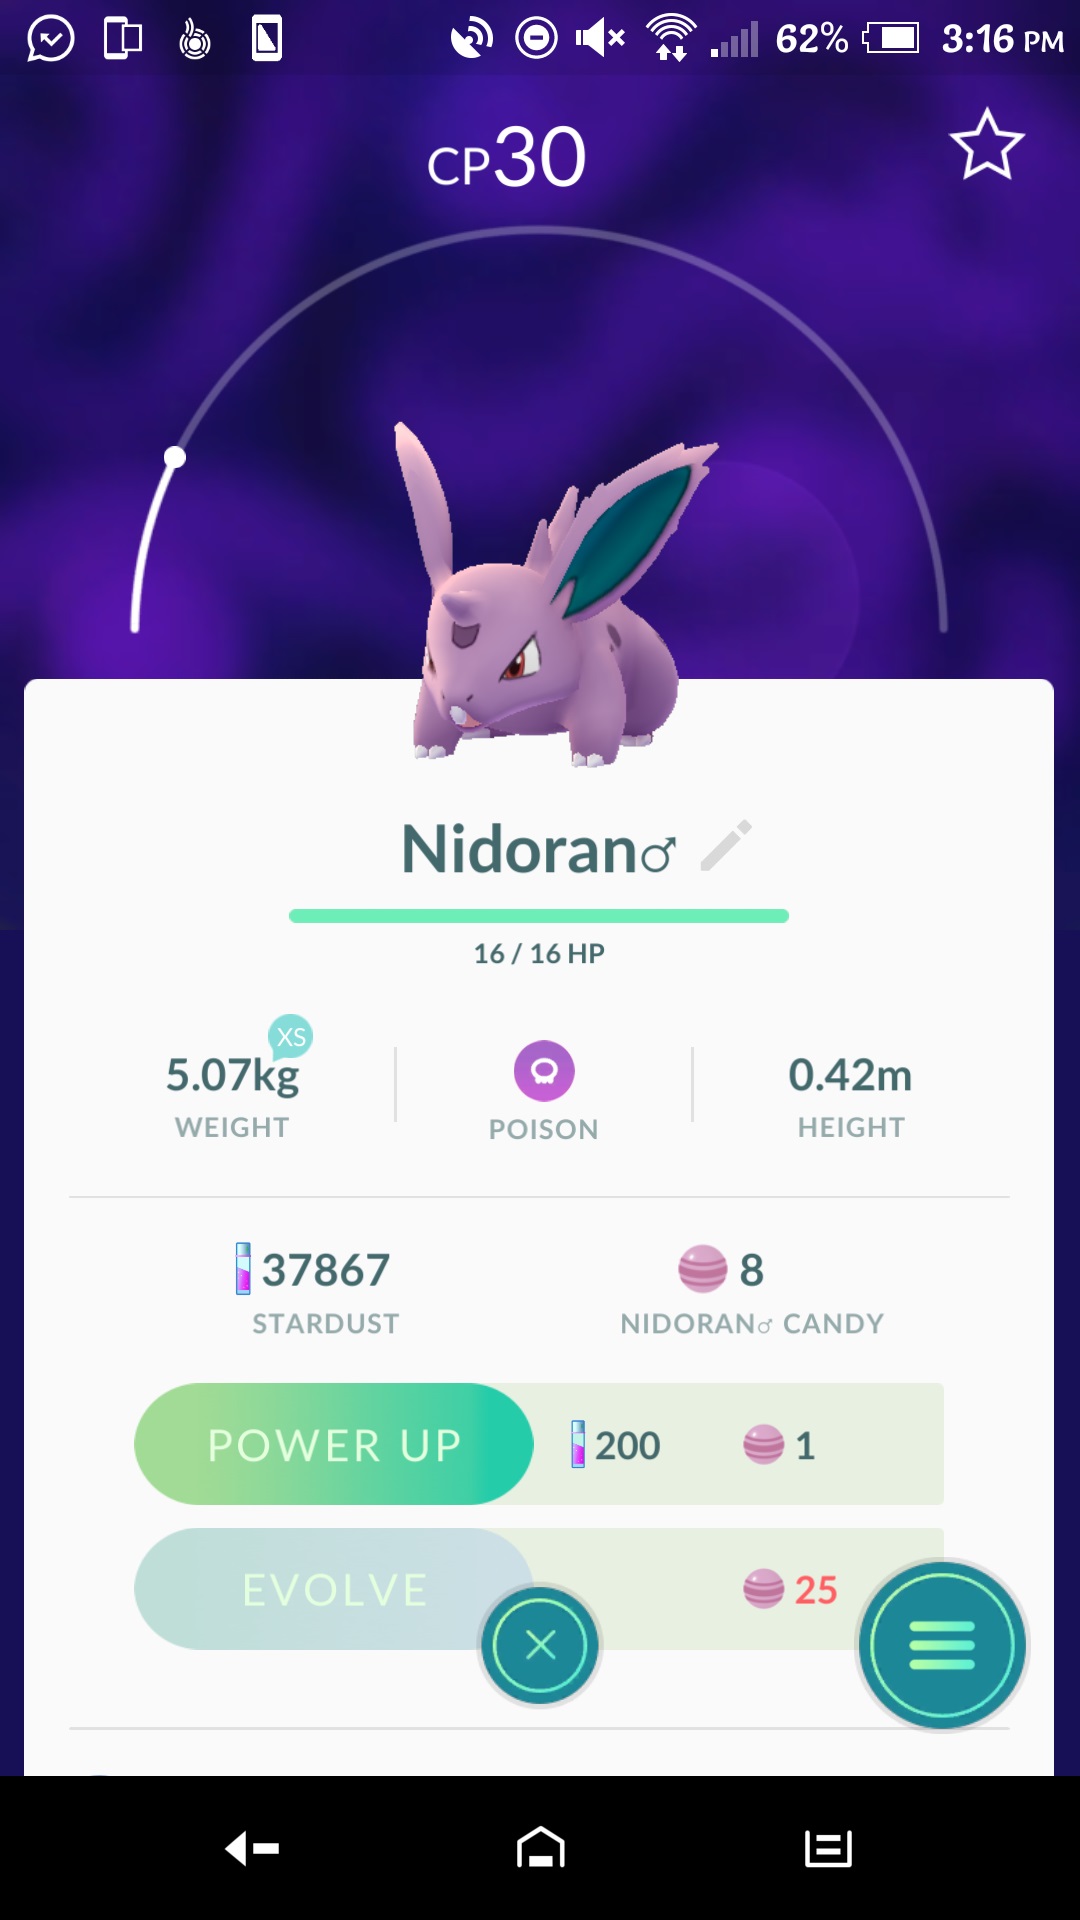 62% 3:16 PM
CP30
Nidoran♂
16 / 16 HP
XS
5.07kg
WEIGHT
POISON
0.42m
HEIGHT
37867
STARDUST
8
NIDORAN♂ CANDY
POWER UP 200 1
EVOLVE 25